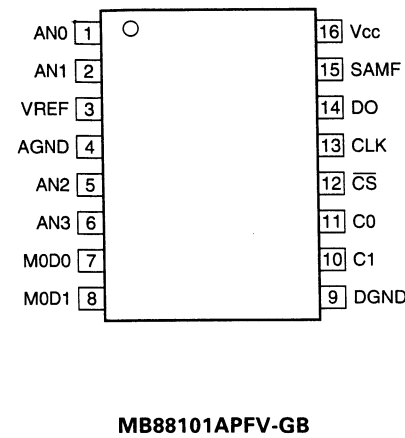 AN0 1 16 Vcc
AN1 2 15 SAMF
VREF 3 14 DO
AGND 4 13 CLK
AN2 5 12 C̅S̅
AN3 6 11 C0
M0D0 7 10 C1
M0D1 8 9 DGND
MB88101APFV-GB